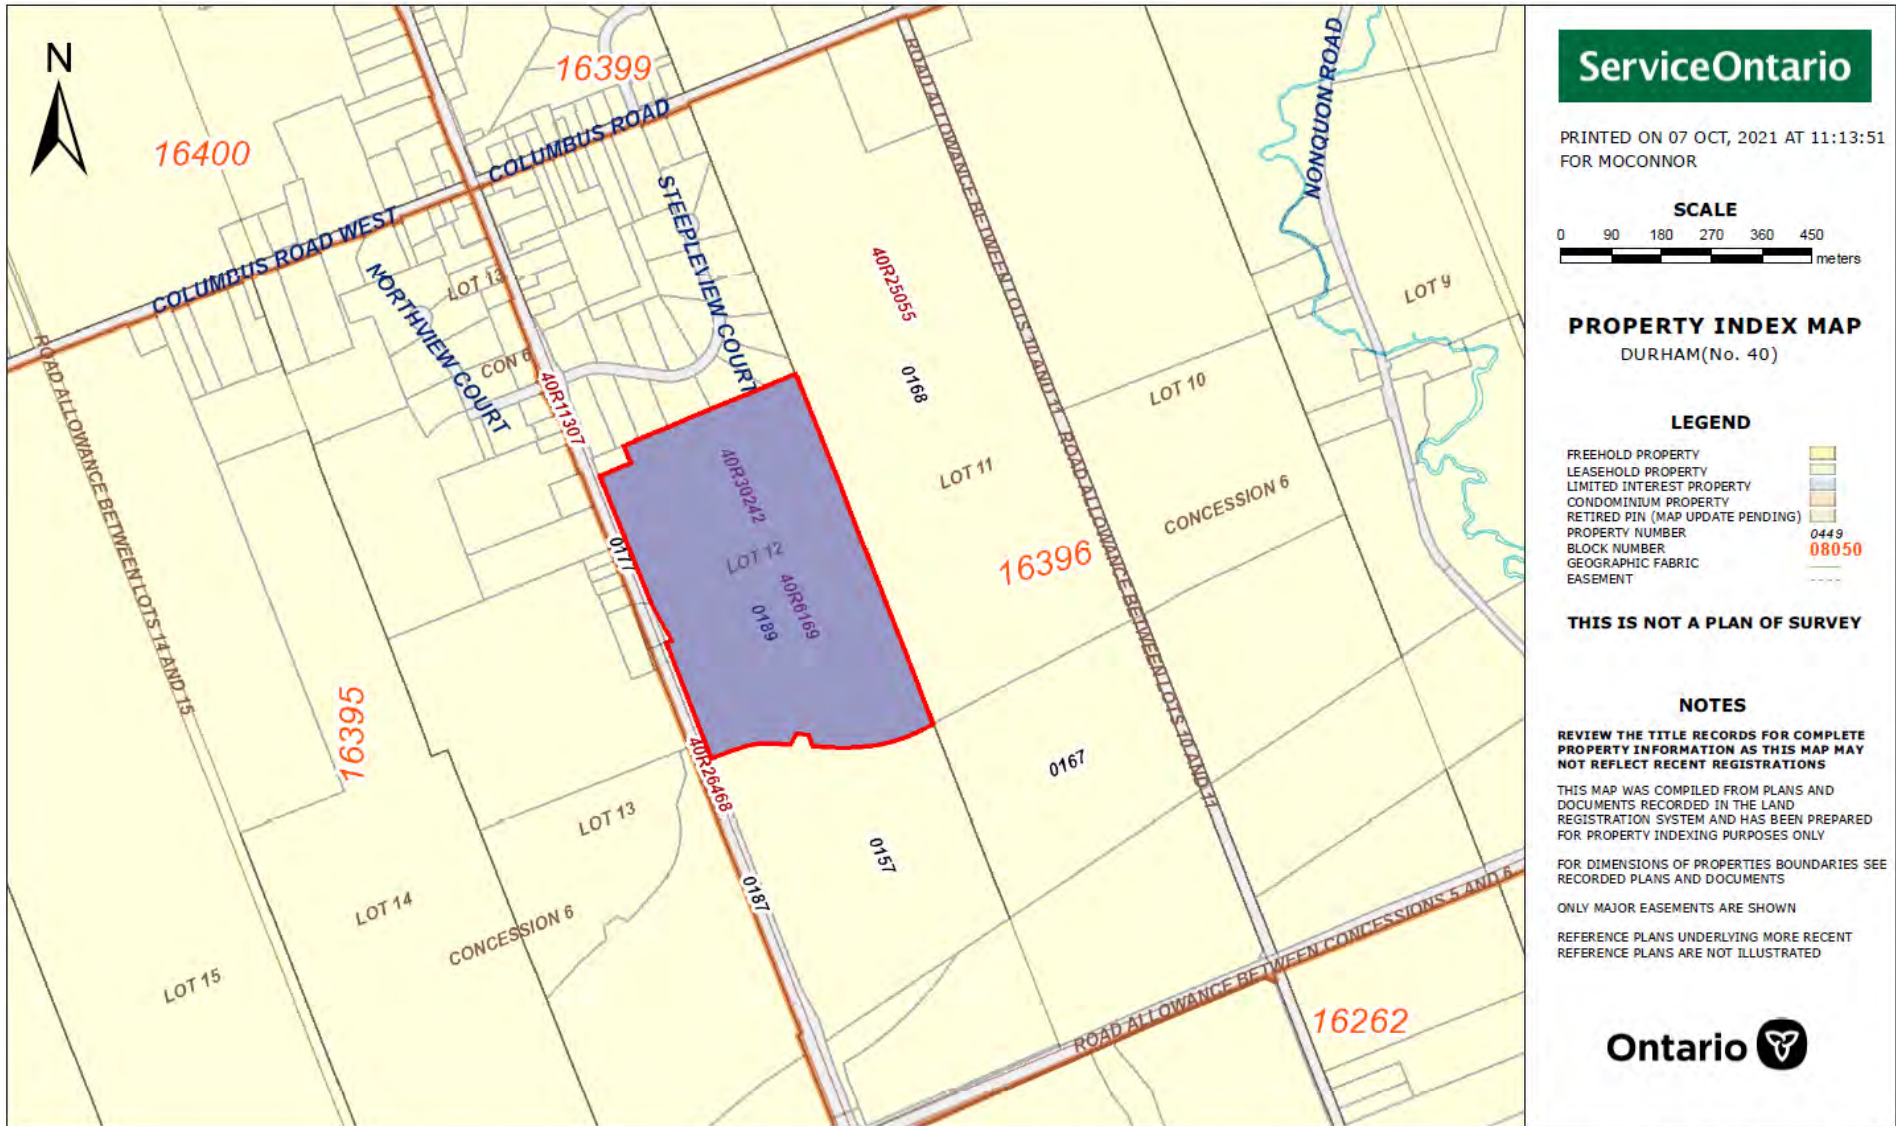 N
16399
16400
COLUMBUS ROAD
COLUMBUS ROAD WEST
NORTHVIEW COURT
STEEPLEVIEW COURT
NONQUON ROAD
ROAD ALLOWANCE BETWEEN LOTS 10 AND 11
ROAD ALLOWANCE BETWEEN LOTS 10 AND 11
ROAD ALLOWANCE BETWEEN LOTS 14 AND 15
LOT 13
CON 6
40R11307
40R25055
0168
LOT 9
LOT 10
LOT 11
CONCESSION 6
16396
40R30242
LOT 12
40R6169
0189
0177
16395
40R26468
0167
0157
0187
LOT 13
LOT 14
CONCESSION 6
LOT 15
ROAD ALLOWANCE BETWEEN CONCESSIONS 5 AND 6
16262
ServiceOntario
PRINTED ON 07 OCT, 2021 AT 11:13:51
FOR MOCONNOR
SCALE
0 90 180 270 360 450
meters
PROPERTY INDEX MAP
DURHAM(No. 40)
LEGEND
FREEHOLD PROPERTY
LEASEHOLD PROPERTY
LIMITED INTEREST PROPERTY
CONDOMINIUM PROPERTY
RETIRED PIN (MAP UPDATE PENDING)
PROPERTY NUMBER 0449
BLOCK NUMBER 08050
GEOGRAPHIC FABRIC
EASEMENT
THIS IS NOT A PLAN OF SURVEY
NOTES
REVIEW THE TITLE RECORDS FOR COMPLETE
PROPERTY INFORMATION AS THIS MAP MAY
NOT REFLECT RECENT REGISTRATIONS
THIS MAP WAS COMPILED FROM PLANS AND
DOCUMENTS RECORDED IN THE LAND
REGISTRATION SYSTEM AND HAS BEEN PREPARED
FOR PROPERTY INDEXING PURPOSES ONLY
FOR DIMENSIONS OF PROPERTIES BOUNDARIES SEE
RECORDED PLANS AND DOCUMENTS
ONLY MAJOR EASEMENTS ARE SHOWN
REFERENCE PLANS UNDERLYING MORE RECENT
REFERENCE PLANS ARE NOT ILLUSTRATED
Ontario